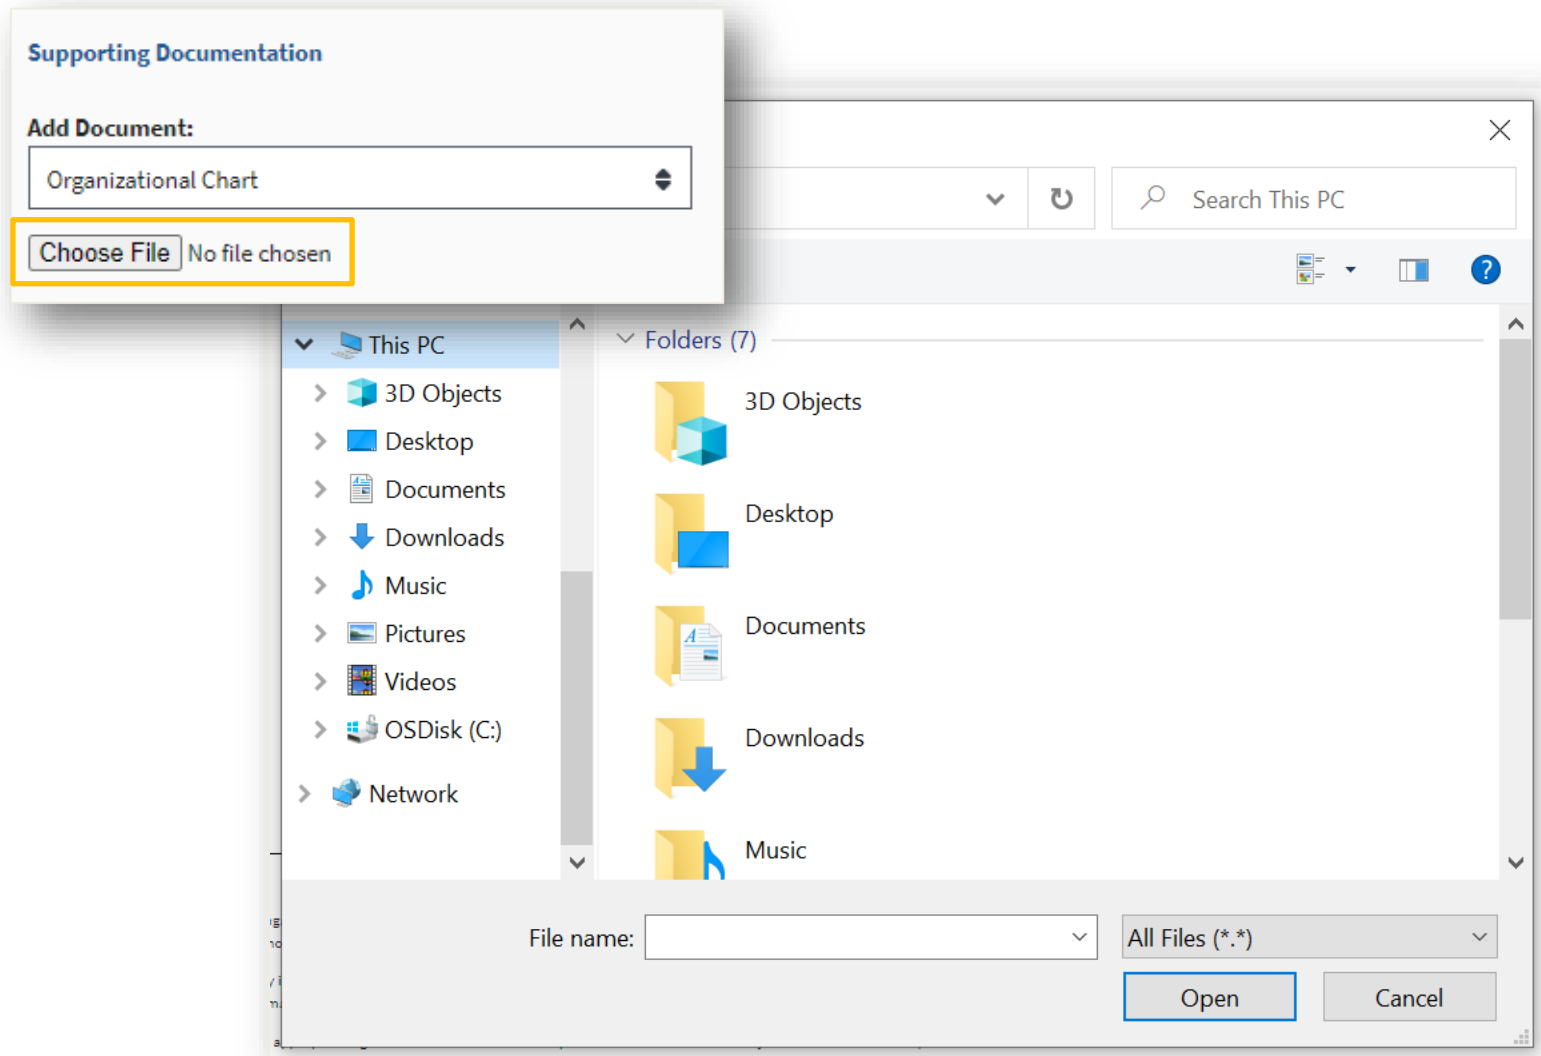 Supporting Documentation
Add Document:
Organizational Chart
Choose File No file chosen
Search This PC
?
This PC
3D Objects
Desktop
Documents
Downloads
Music
Pictures
Videos
OSDisk (C:)
Network
Folders (7)
3D Objects
Desktop
Documents
Downloads
Music
File name:
All Files (*.*)
Open
Cancel